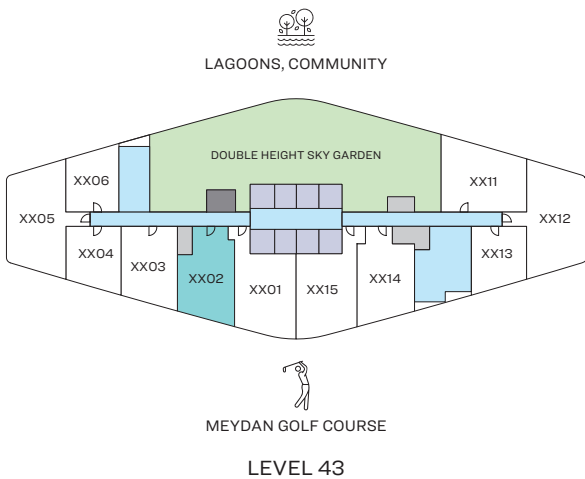 LAGOONS, COMMUNITY
DOUBLE HEIGHT SKY GARDEN
XX06
XX11
XX05
XX12
XX04
XX03
XX02
XX01
XX15
XX14
XX13
MEYDAN GOLF COURSE
LEVEL 43